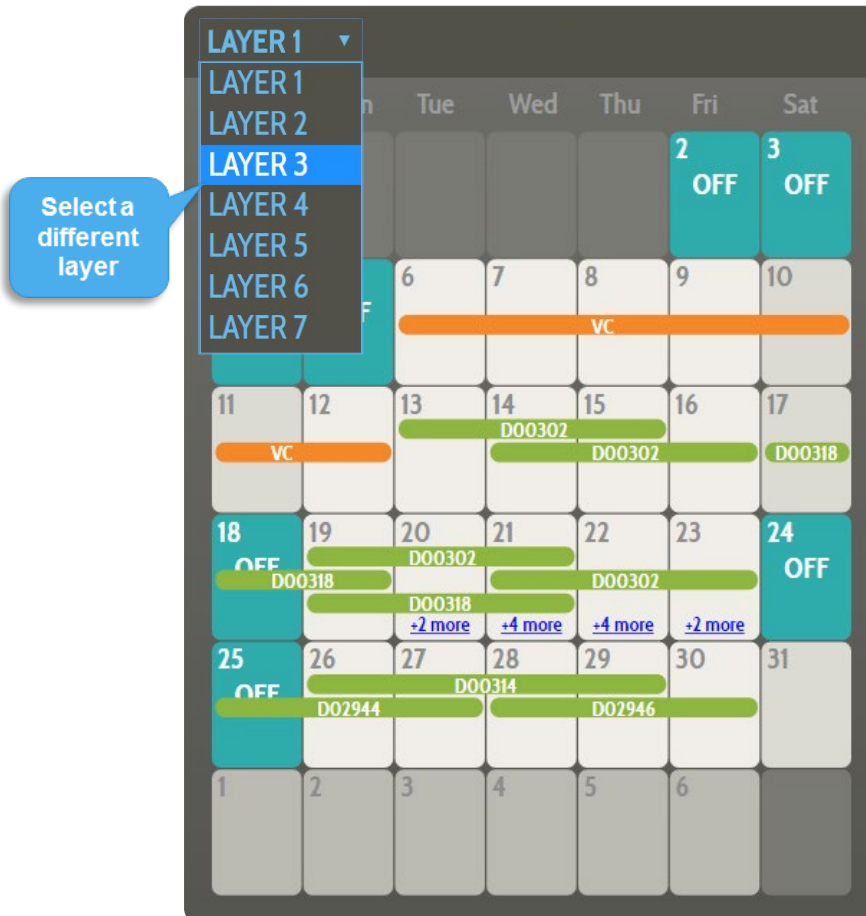 LAYER 1 ▼
LAYER 1
LAYER 2
LAYER 3
LAYER 4
LAYER 5
LAYER 6
LAYER 7
Select a
different
layer
n Tue Wed Thu Fri Sat
2 3
OFF OFF
6 7 8 9 10
F
VC
11 12 13 14 15 16 17
D00302
VC D00302 D00318
18 19 20 21 22 23 24
OFF D00302 OFF
D00318 D00302
D00318
+2 more +4 more +4 more +2 more
25 26 27 28 29 30 31
OFF D00314
D02944 D02946
1 2 3 4 5 6